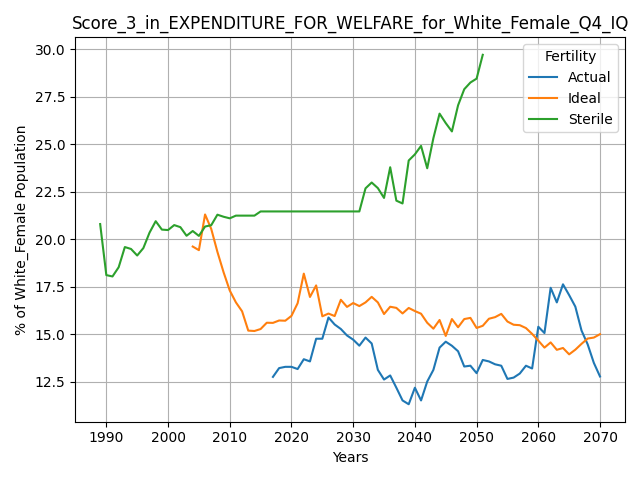 Score_3_in_EXPENDITURE_FOR_WELFARE_for_White_Female_Q4_IQ
30.0
27.5
25.0
22.5
20.0
17.5
15.0
12.5
% of White_Female Population
Fertility
Actual
Ideal
Sterile
1990 2000 2010 2020 2030 2040 2050 2060 2070
Years